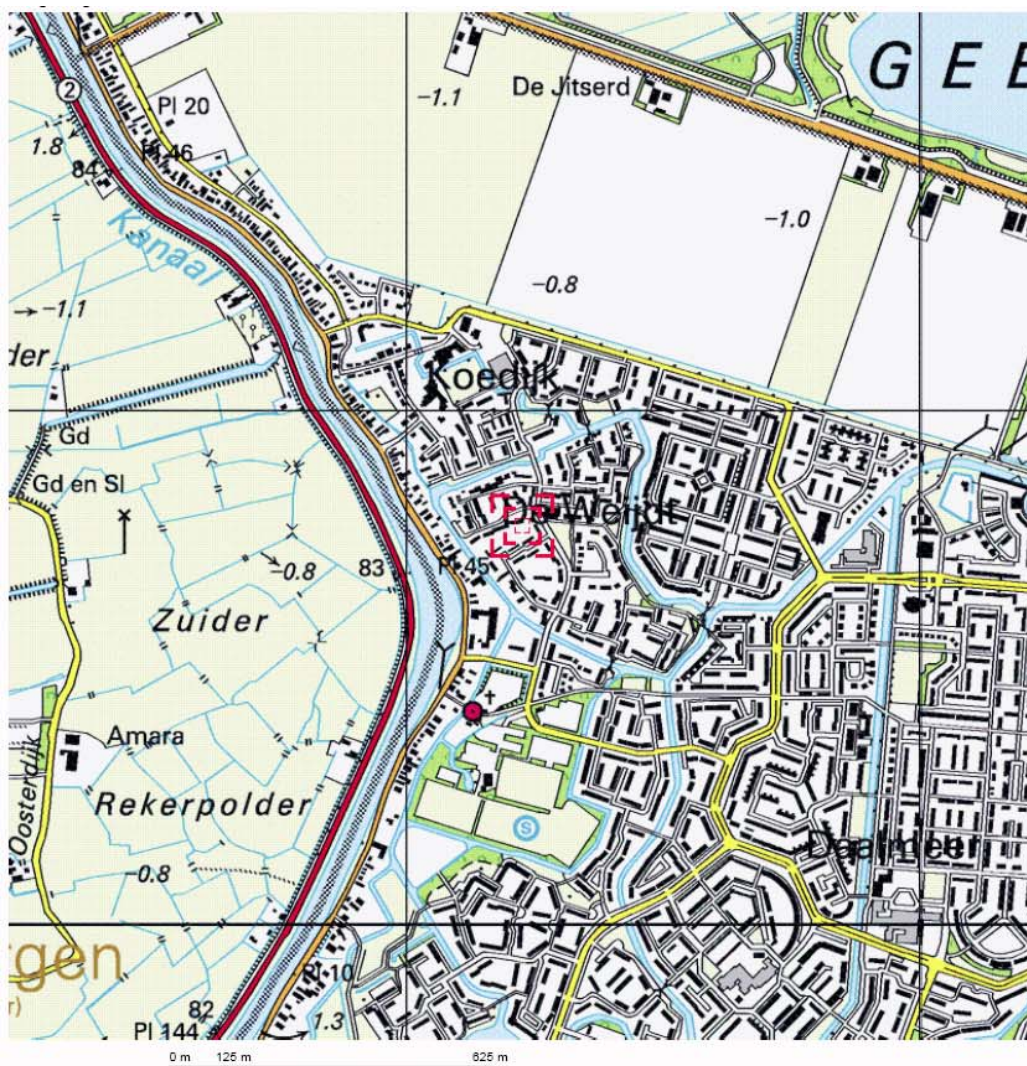 GEE
De Jitserd
-1.1
2
Pl 20
1.8
Pl 46
84
-1.0
Kanaal
-0.8
-1.1
der
Koedijk
Gd
Gd en Sl
De Weijdt
-0.8
83
Pl 45
Zuider
Amara
Oosterdijk
Rekerpolder
S
Daalmeer
-0.8
gen
r)
Pl 10
82
Pl 144
1.3
0 m 125 m 625 m